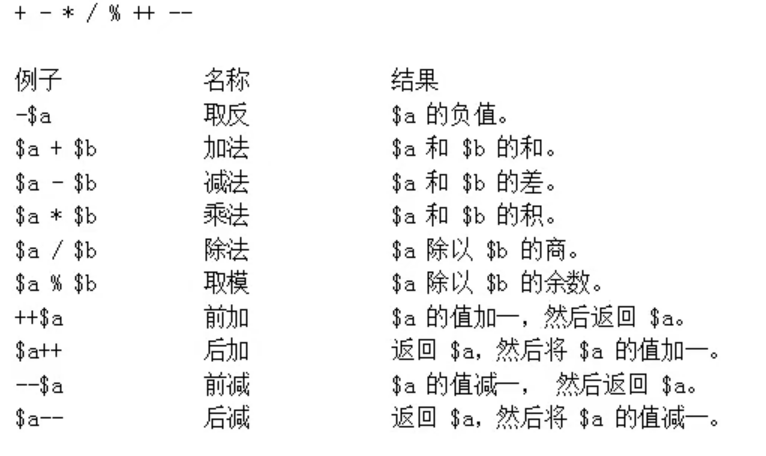 + - * / % ++ --
例子 名称 结果
-$a 取反 $a 的负值。
$a + $b 加法 $a 和 $b 的和。
$a - $b 减法 $a 和 $b 的差。
$a * $b 乘法 $a 和 $b 的积。
$a / $b 除法 $a 除以 $b 的商。
$a % $b 取模 $a 除以 $b 的余数。
++$a 前加 $a 的值加一，然后返回 $a。
$a++ 后加 返回 $a，然后将 $a 的值加一。
--$a 前减 $a 的值减一， 然后返回 $a。
$a-- 后减 返回 $a，然后将 $a 的值减一。